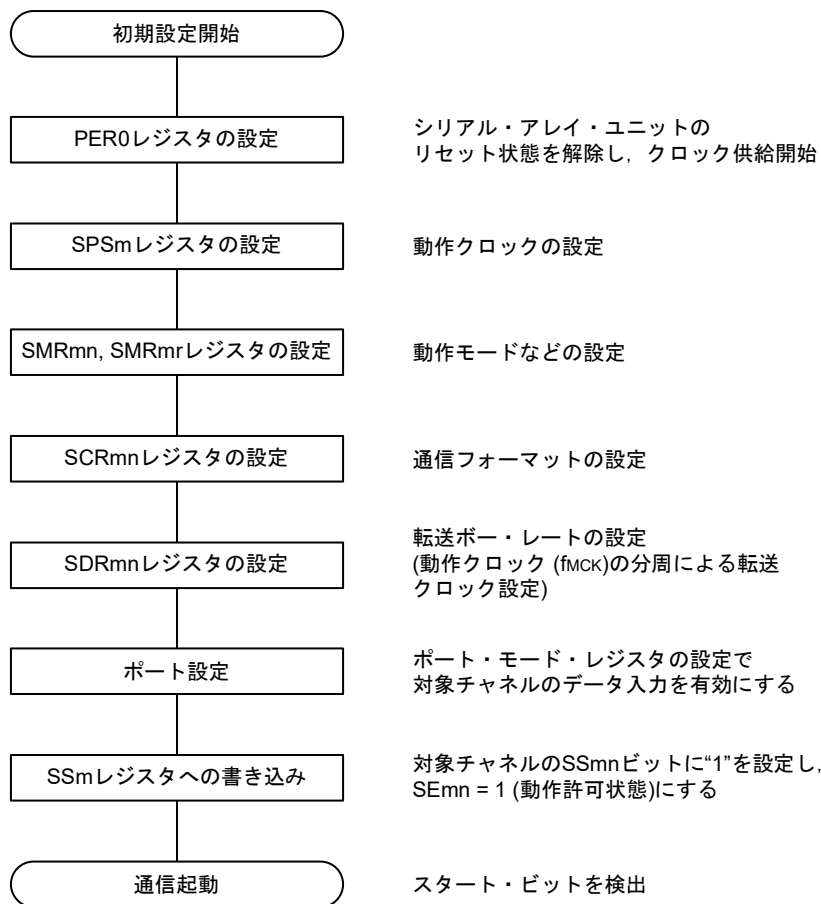 初期設定開始
PER0レジスタの設定
シリアル・アレイ・ユニットの
リセット状態を解除し，クロック供給開始
SPSmレジスタの設定
動作クロックの設定
SMRmn, SMRmrレジスタの設定
動作モードなどの設定
SCRmnレジスタの設定
通信フォーマットの設定
SDRmnレジスタの設定
転送ボー・レートの設定
(動作クロック (fMCK)の分周による転送
クロック設定)
ポート設定
ポート・モード・レジスタの設定で
対象チャネルのデータ入力を有効にする
SSmレジスタへの書き込み
対象チャネルのSSmnビットに“1”を設定し，
SEmn = 1 (動作許可状態)にする
通信起動
スタート・ビットを検出